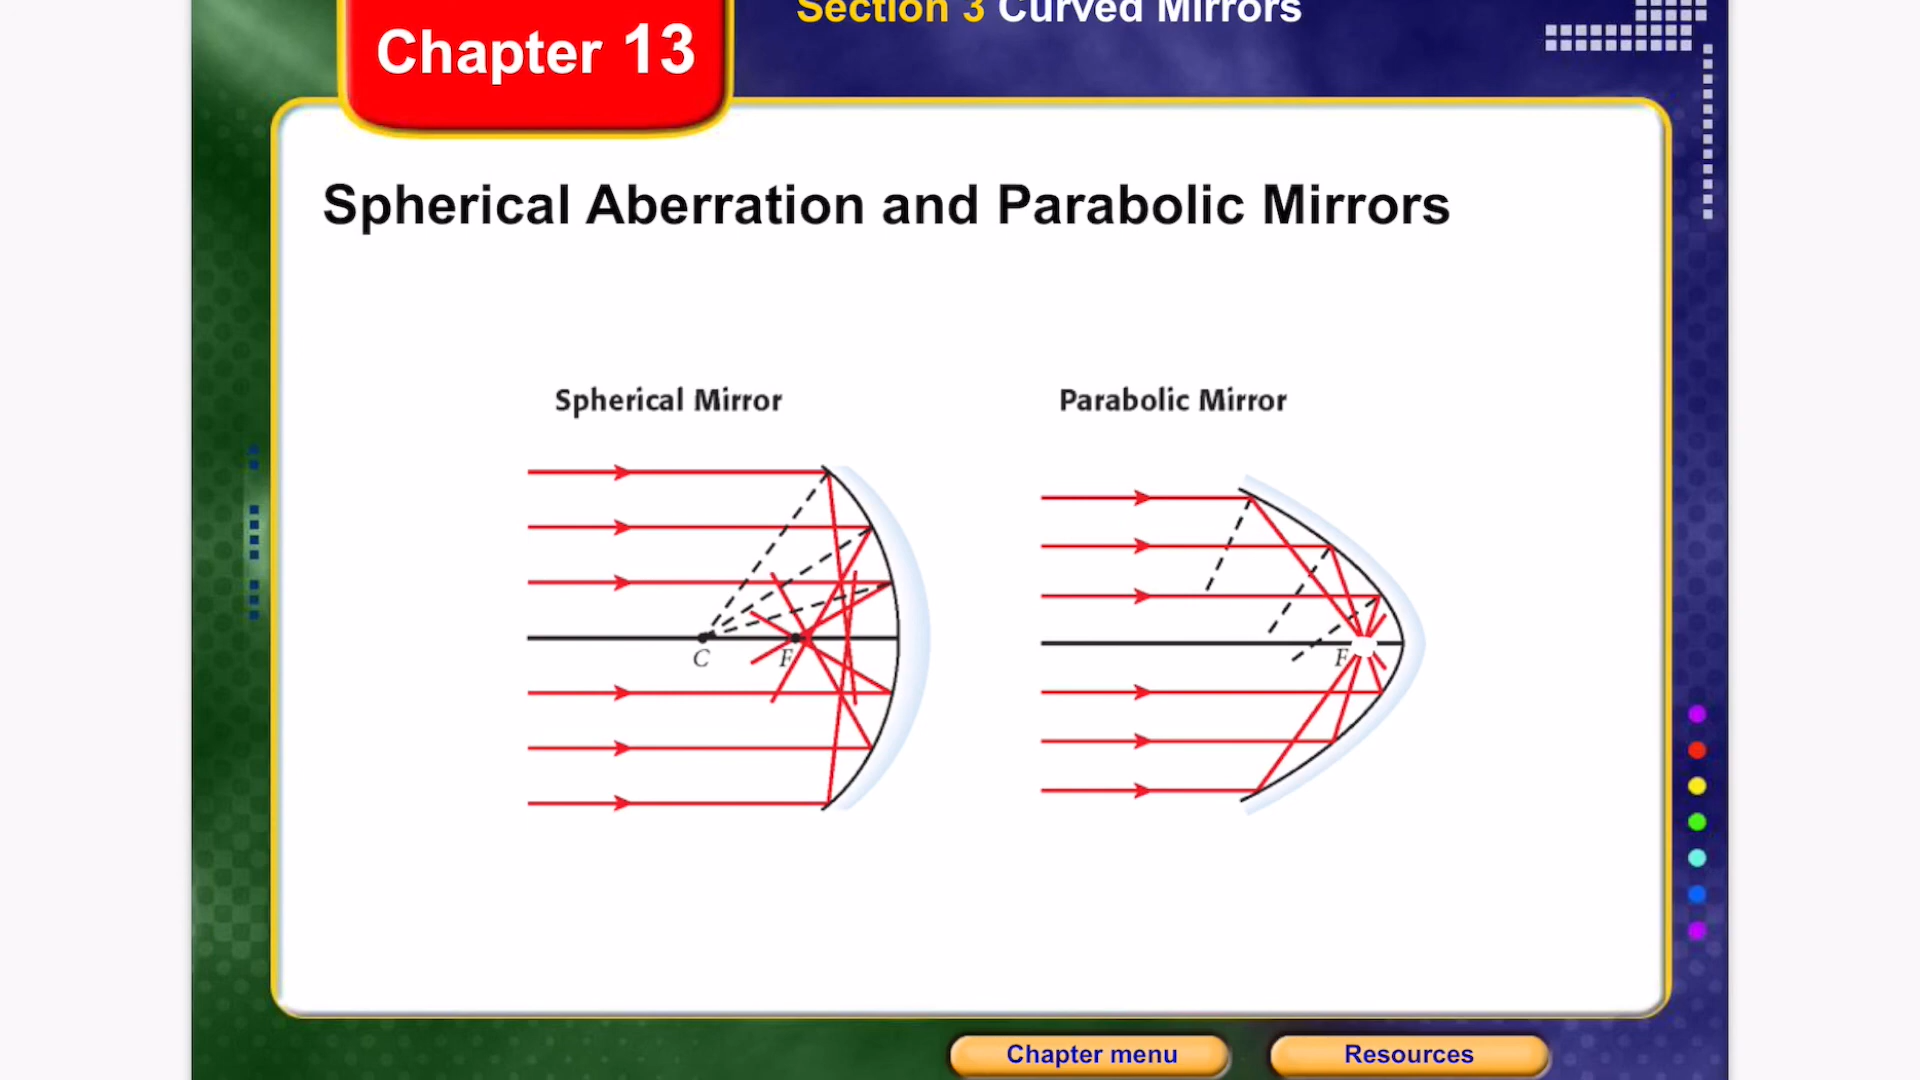 Section 3 Curved Mirrors
Chapter 13
Spherical Aberration and Parabolic Mirrors
Spherical Mirror
Parabolic Mirror
C
F
F
Chapter menu
Resources